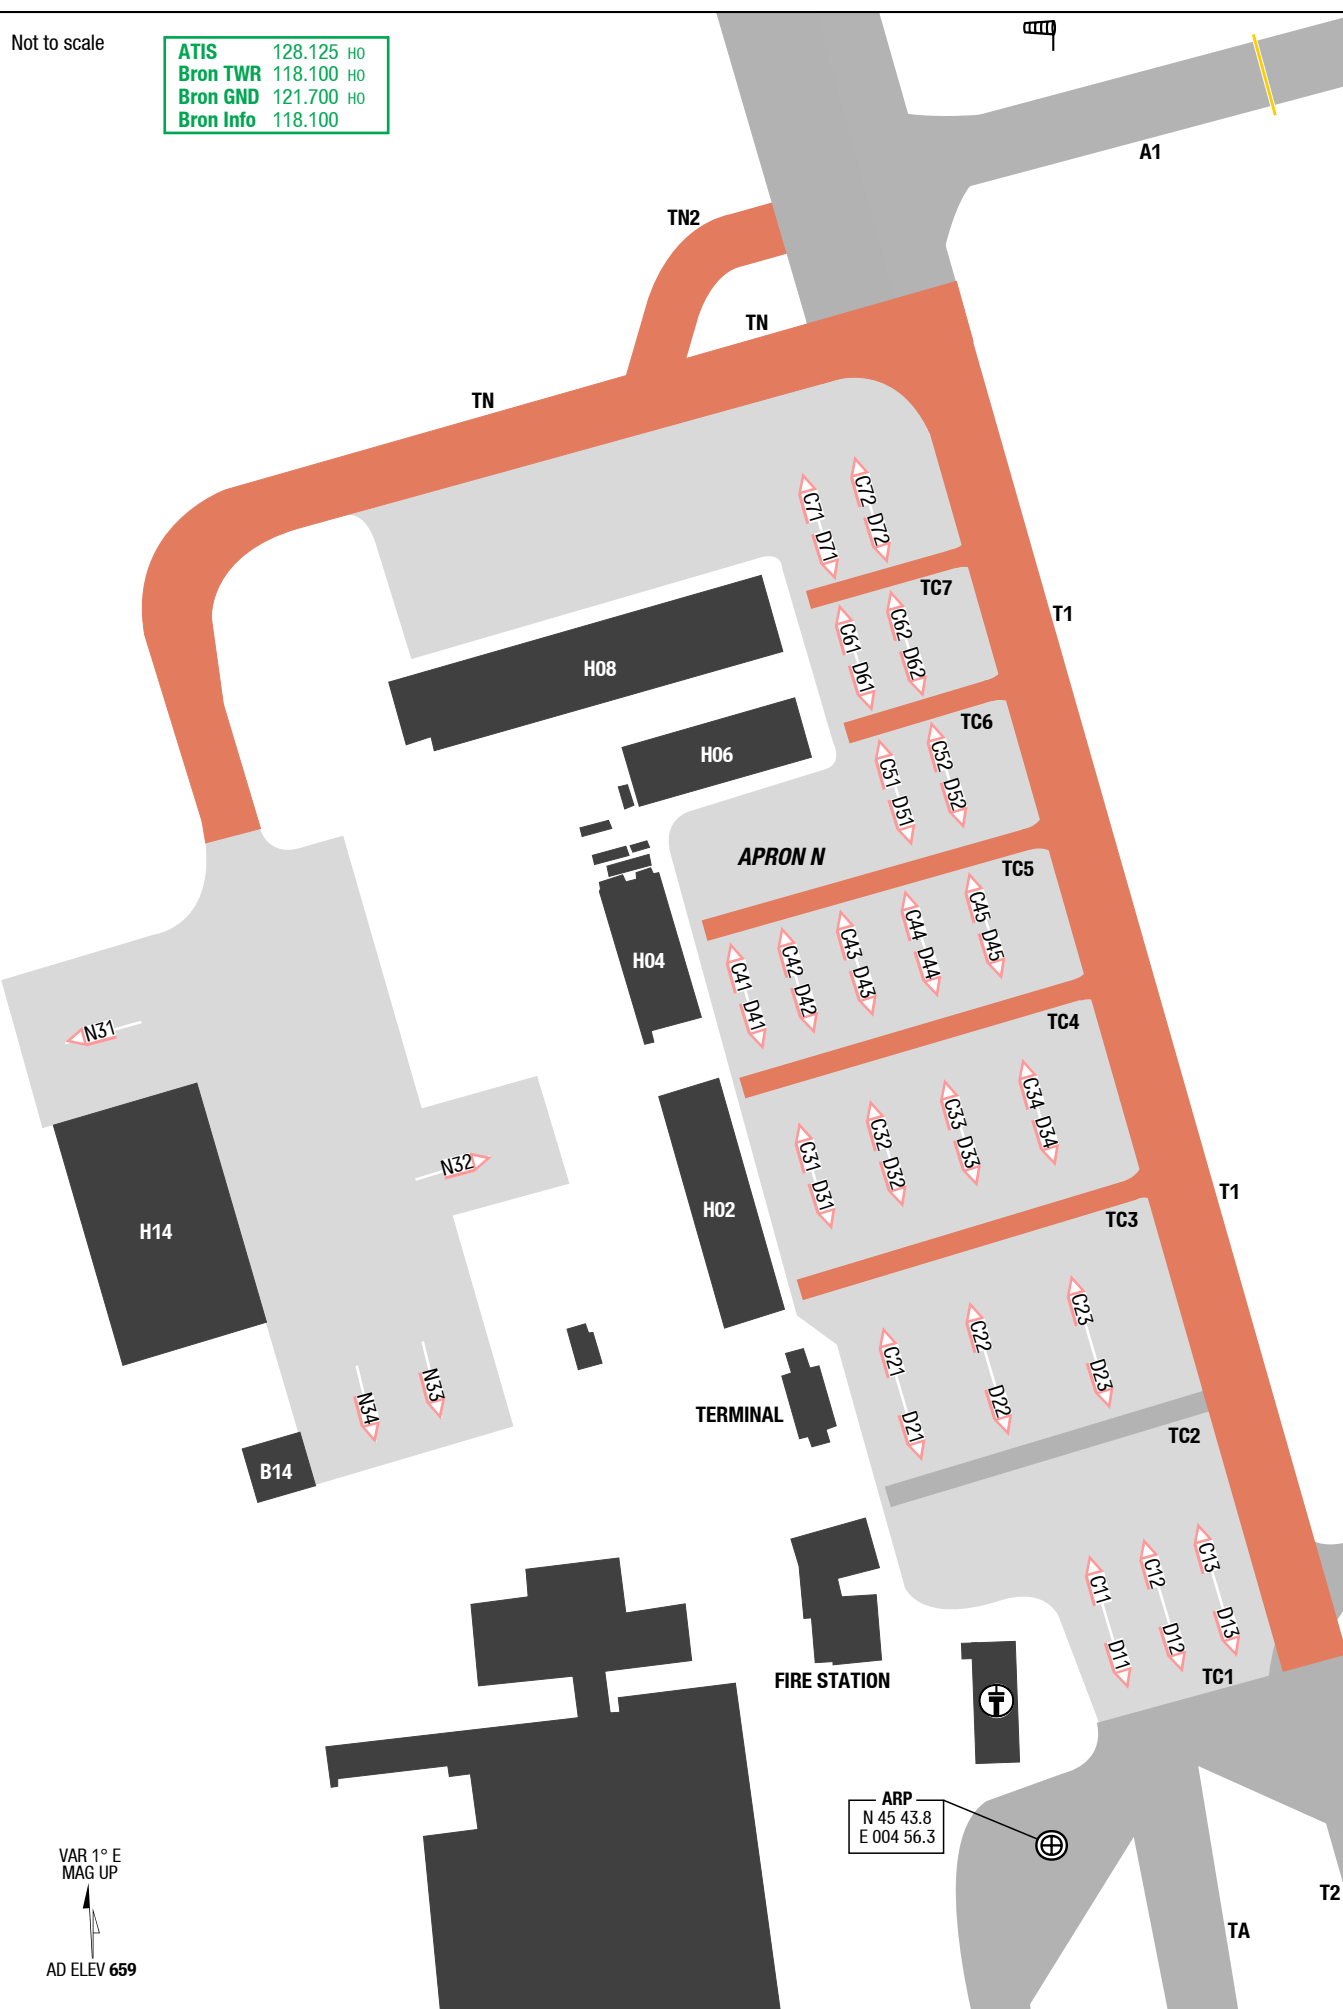 Not to scale
ATIS 128.125 HO
Bron TWR 118.100 HO
Bron GND 121.700 HO
Bron Info 118.100
A1
TN2
TN
TN
C72 D72
C71 D71
TC7
T1
C62 D62
C61 D61
H08
TC6
H06
C52 D52
C51 D51
APRON N
TC5
C45 D45
C44 D44
C43 D43
C42 D42
C41 D41
H04
TC4
N31
C34 D34
C33 D33
C32 D32
C31 D31
N32
T1
H02
TC3
H14
C23 D23
C22 D22
C21 D21
N33
N34
TERMINAL
TC2
B14
C13 D13
C12 D12
C11 D11
TC1
FIRE STATION
ARP
N 45 43.8
E 004 56.3
VAR 1° E
MAG UP
T2
TA
AD ELEV 659